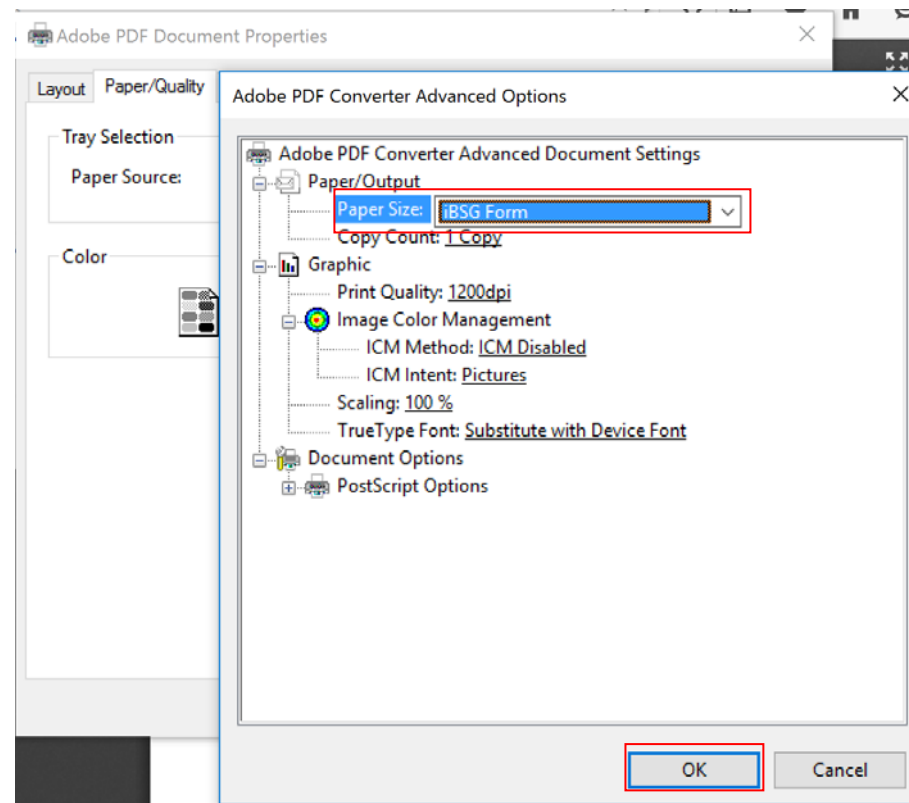 Adobe PDF Document Properties
Layout Paper/Quality
Adobe PDF Converter Advanced Options
Tray Selection
Paper Source:
Color
Adobe PDF Converter Advanced Document Settings
Paper/Output
Paper Size: iBSG Form
Copy Count: 1 Copy
Graphic
Print Quality: 1200dpi
Image Color Management
ICM Method: ICM Disabled
ICM Intent: Pictures
Scaling: 100 %
TrueType Font: Substitute with Device Font
Document Options
PostScript Options
OK Cancel